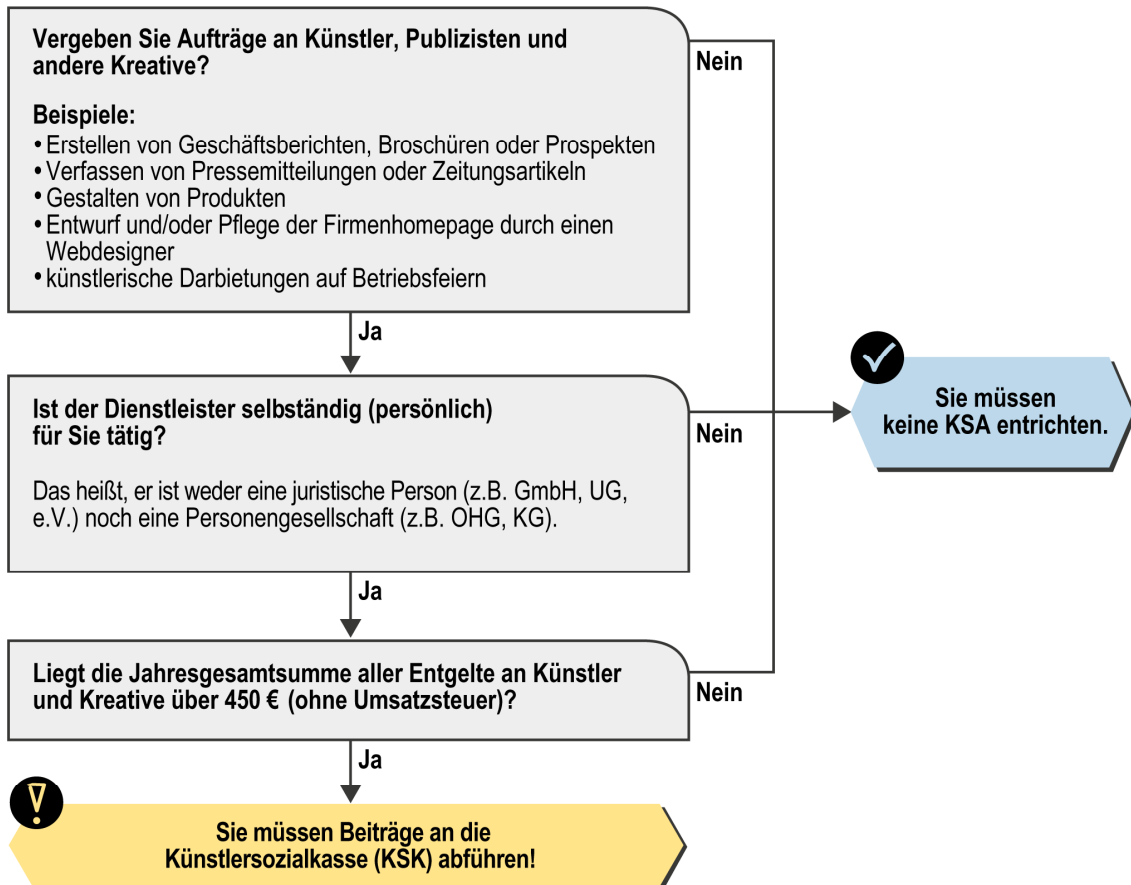 Vergeben Sie Aufträge an Künstler, Publizisten und
andere Kreative?
Nein
Beispiele:
• Erstellen von Geschäftsberichten, Broschüren oder Prospekten
• Verfassen von Pressemitteilungen oder Zeitungsartikeln
• Gestalten von Produkten
• Entwurf und/oder Pflege der Firmenhomepage durch einen
Webdesigner
• künstlerische Darbietungen auf Betriebsfeiern
Ja
Ist der Dienstleister selbständig (persönlich)
für Sie tätig?
Nein
Das heißt, er ist weder eine juristische Person (z.B. GmbH, UG,
e.V.) noch eine Personengesellschaft (z.B. OHG, KG).
Sie müssen
keine KSA entrichten.
Ja
Liegt die Jahresgesamtsumme aller Entgelte an Künstler
und Kreative über 450 € (ohne Umsatzsteuer)?
Nein
Ja
Sie müssen Beiträge an die
Künstlersozialkasse (KSK) abführen!